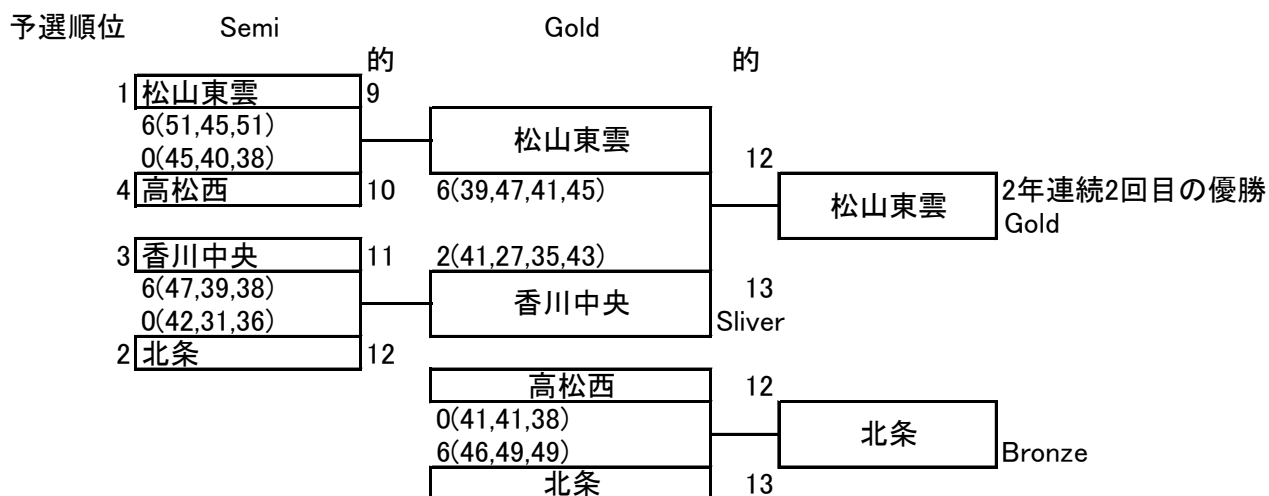 予選順位 Semi Gold
的 的
1 松山東雲 9
6(51,45,51) 松山東雲
0(45,40,38) 12
4 高松西 10 6(39,47,41,45) 松山東雲 2年連続2回目の優勝
Gold
3 香川中央 11 2(41,27,35,43)
6(47,39,38) 香川中央 13
0(42,31,36) Sliver
2 北条 12
高松西 12
0(41,41,38) 北条
6(46,49,49) Bronze
北条 13